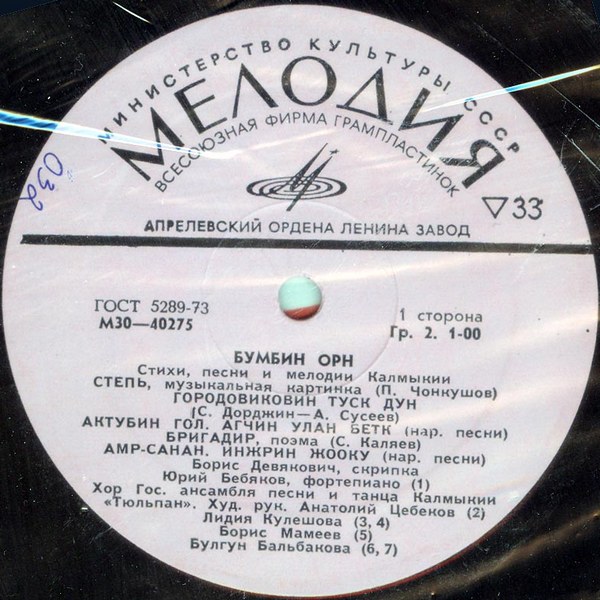 МИНИСТЕРСТВО КУЛЬТУРЫ СССР
МЕЛОДИЯ
ВСЕСОЮЗНАЯ ФИРМА ГРАМПЛАСТИНОК
▽33
АПРЕЛЕВСКИЙ ОРДЕНА ЛЕНИНА ЗАВОД
032
ГОСТ 5289-73
М30—40275
1 сторона
Гр. 2. 1-00
БУМБИН ОРН
Стихи, песни и мелодии Калмыкии
СТЕПЬ, музыкальная картинка (П. Чонкушов)
ГОРОДОВИКОВИН ТУСК ДУН
(С. Дорджин—А. Сусеев)
АКТУБИН ГОЛ. АГЧИН УЛАН БЕТК (нар. песни)
БРИГАДИР, поэма (С. Каляев)
АМР-САНАН. ИНЖРИН ЖООКУ (нар. песни)
Борис Девякович, скрипка
Юрий Бебяков, фортепиано (1)
Хор Гос. ансамбля песни и танца Калмыкии
«Тюльпан». Худ. рук. Анатолий Цебеков (2)
Лидия Кулешова (3, 4)
Борис Мамеев (5)
Булгун Бальбакова (6, 7)